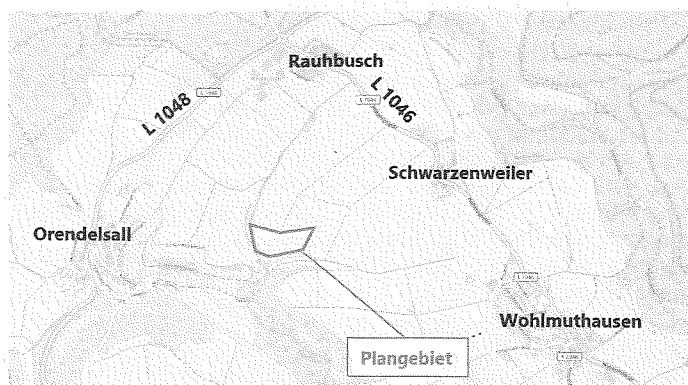 Rauhbusch
L 1048
L 1046
Schwarzenweiler
Orendelsall
Wohlmuthausen
Plangebiet